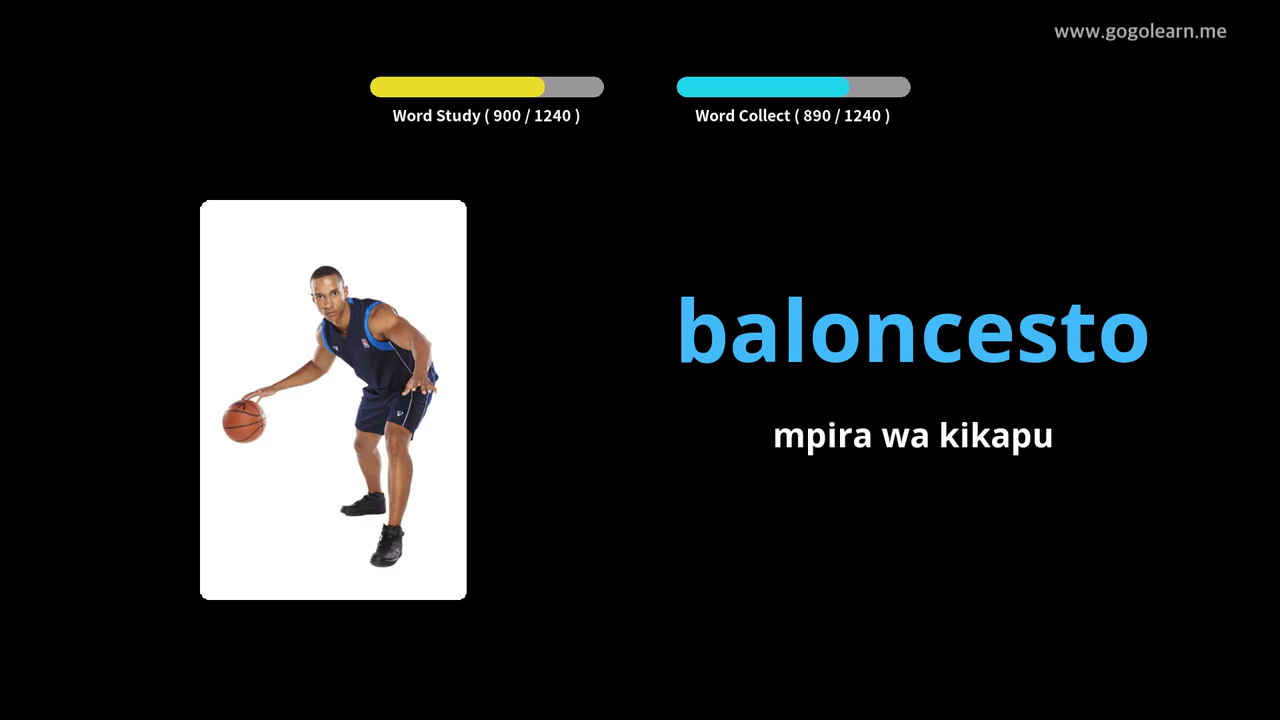 www.gogolearn.me
Word Study ( 900 / 1240 )
Word Collect ( 890 / 1240 )
baloncesto
mpira wa kikapu